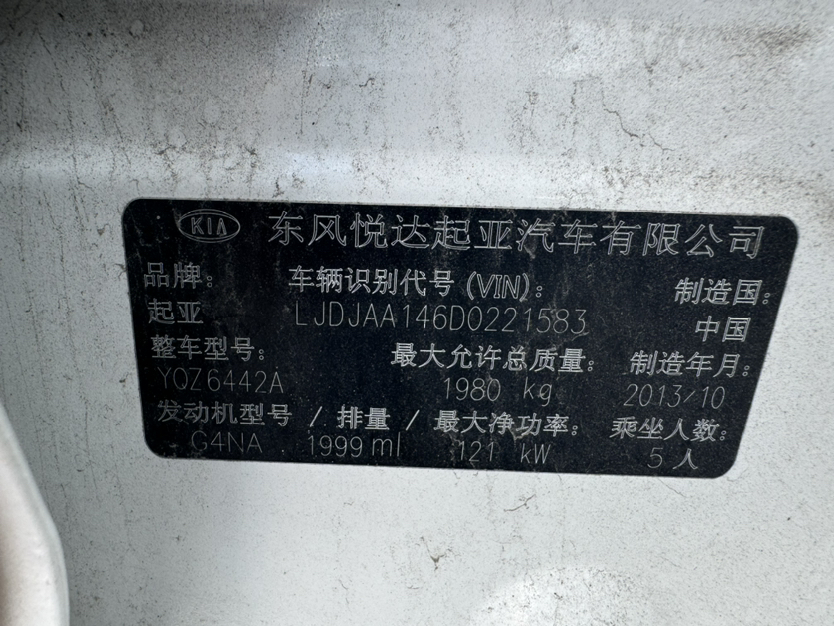 KIA 东风悦达起亚汽车有限公司
品牌: 车辆识别代号(VIN): 制造国:
起亚 LJDJAA146D0221583 中国
整车型号: 最大允许总质量: 制造年月:
YQZ6442A 1980 kg 2013/10
发动机型号 / 排量 / 最大净功率: 乘坐人数:
G4NA 1999 ml 121 kW 5 人